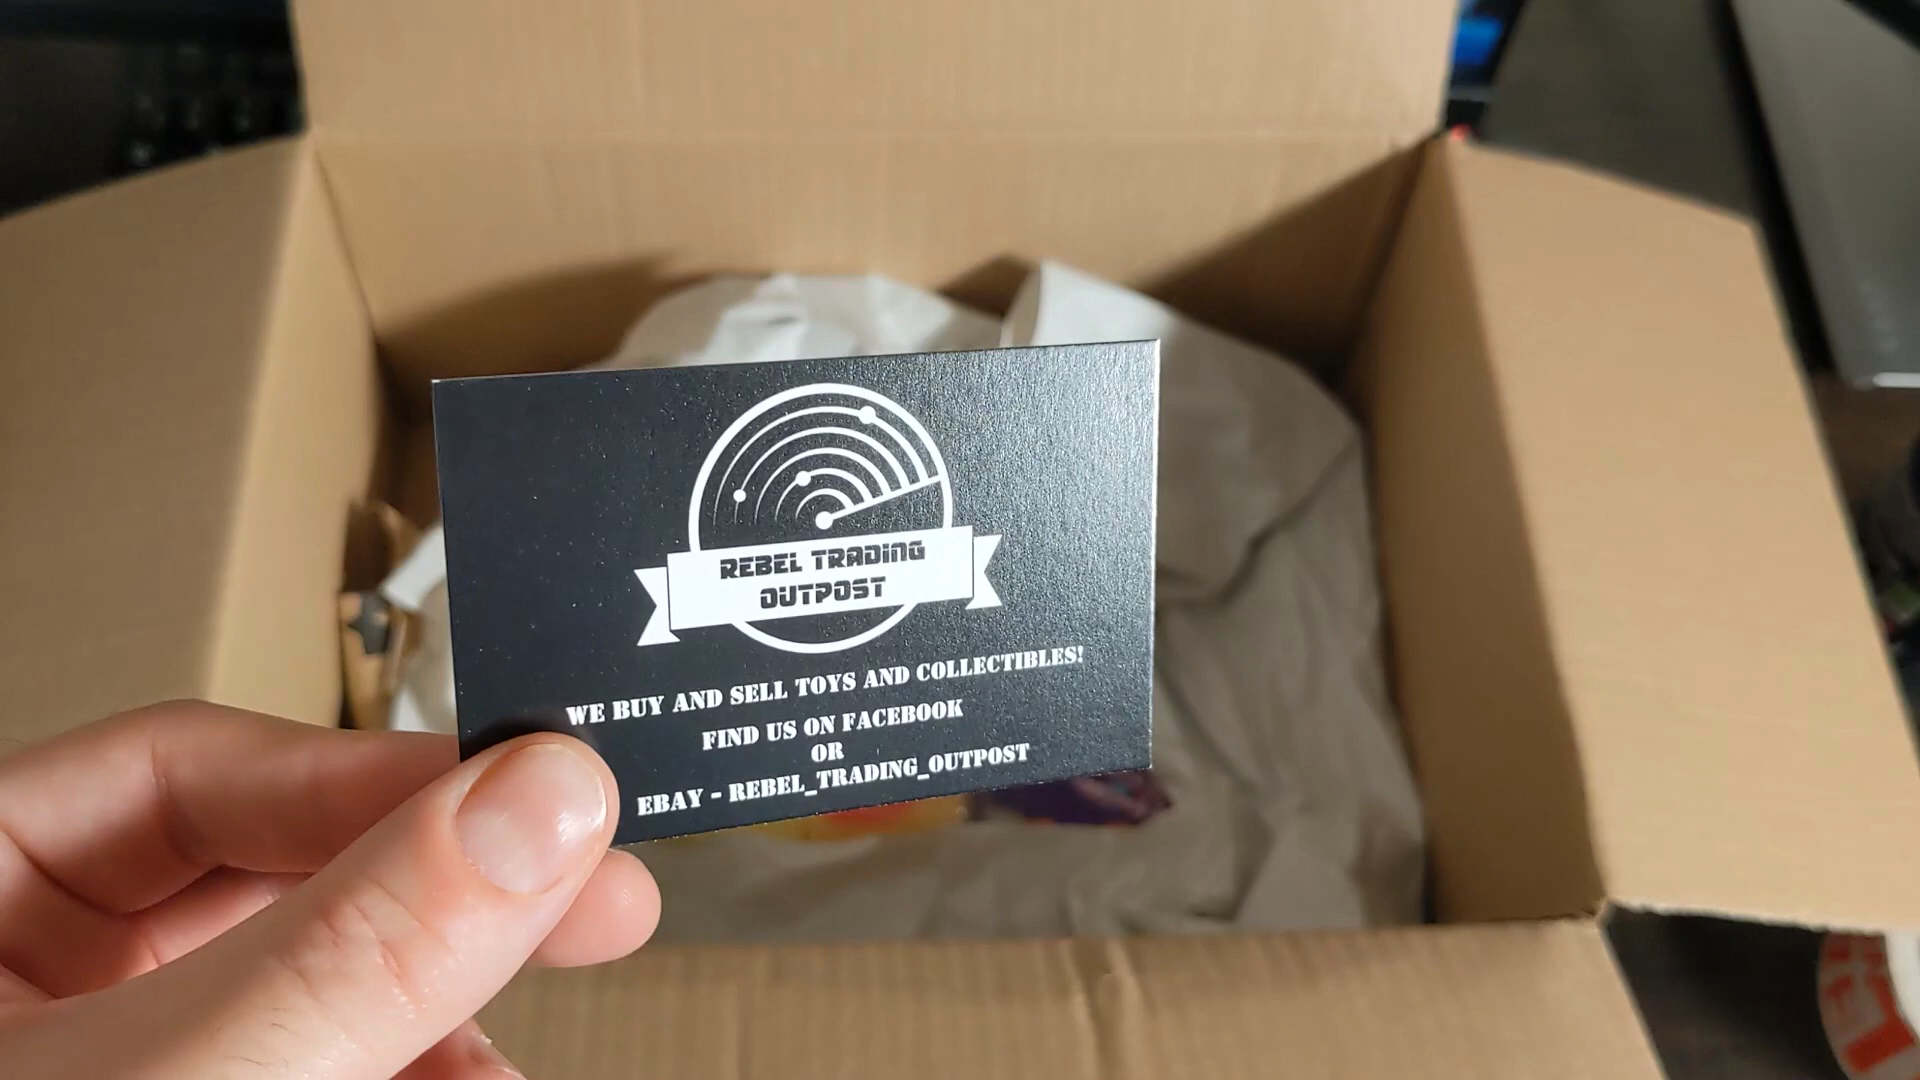 REBEL TRADING
OUTPOST
WE BUY AND SELL TOYS AND COLLECTIBLES!
FIND US ON FACEBOOK
OR
EBAY - REBEL_TRADING_OUTPOST